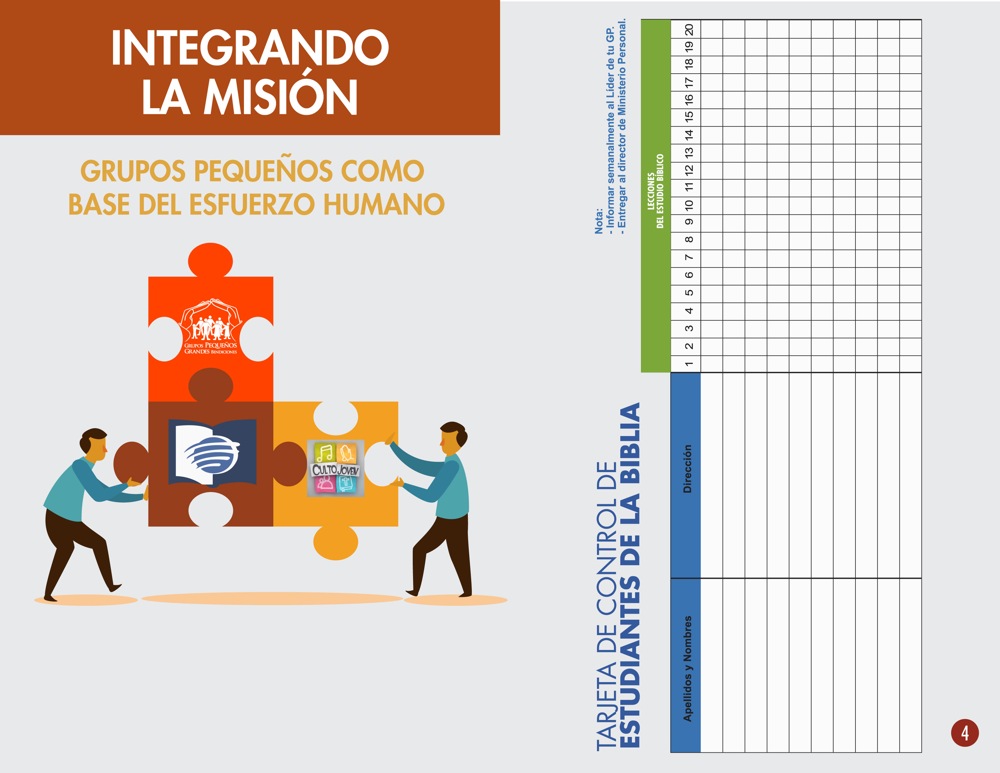 INTEGRANDO
LA MISIÓN
GRUPOS PEQUEÑOS COMO
BASE DEL ESFUERZO HUMANO
GRUPOS PEQUEÑOS
GRANDES BENDICIONES
CULTO JOVEN
TARJETA DE CONTROL DE
ESTUDIANTES DE LA BIBLIA
Nota:
- Informar semanalmente al Líder de tu GP.
- Entregar al director de Ministerio Personal.
LECCIONES
DEL ESTUDIO BÍBLICO
Apellidos y Nombres Dirección 1 2 3 4 5 6 7 8 9 10 11 12 13 14 15 16 17 18 19 20
4